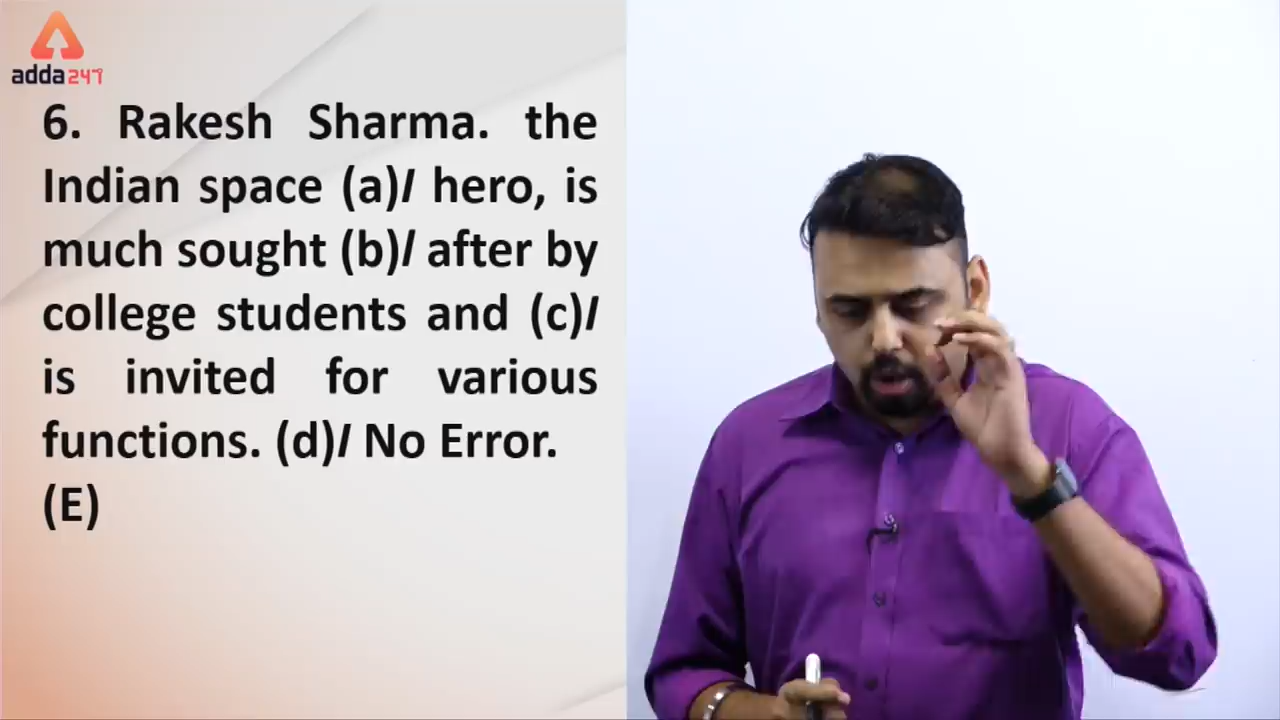 adda247
6. Rakesh Sharma. the
Indian space (a)/ hero, is
much sought (b)/ after by
college students and (c)/
is invited for various
functions. (d)/ No Error.
(E)